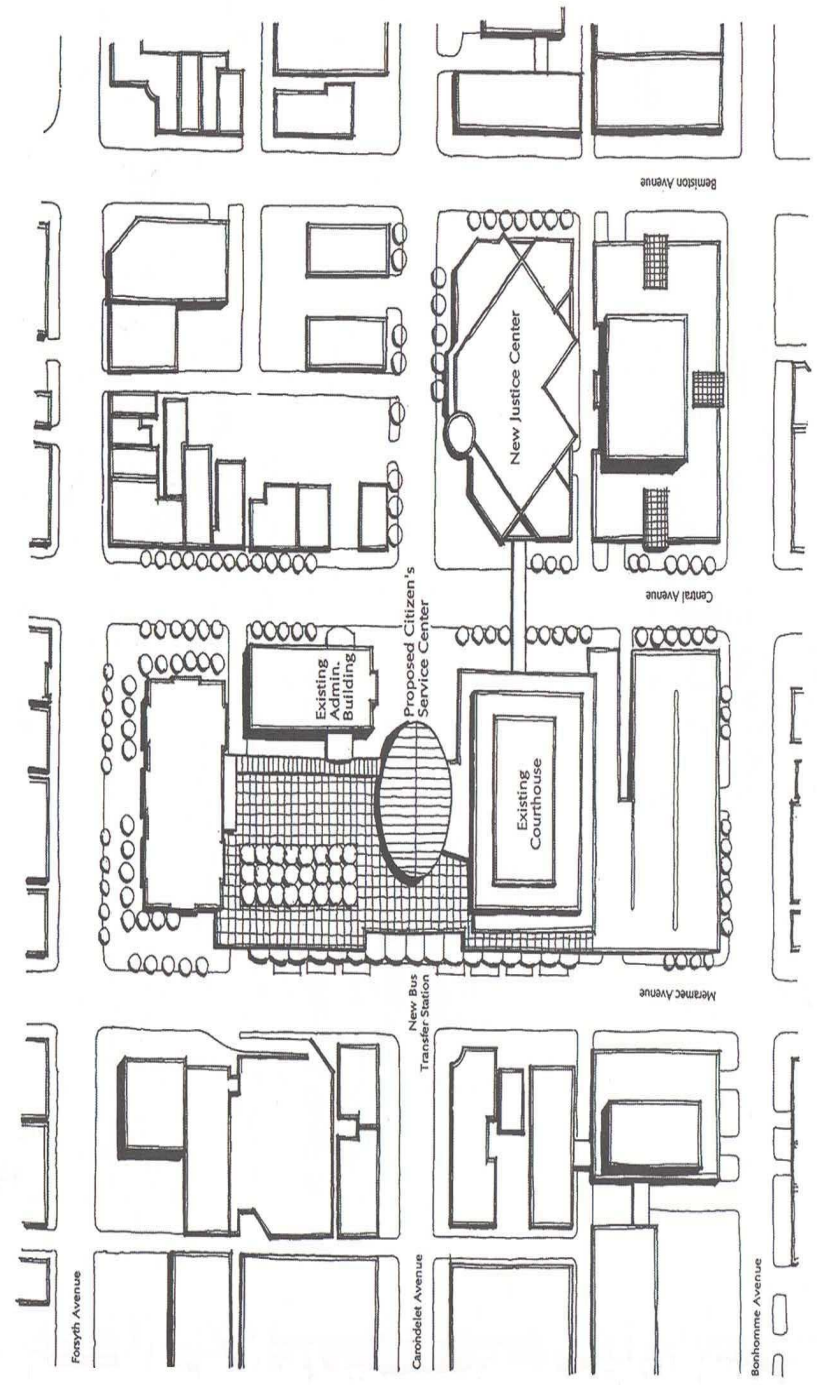 Forsyth Avenue
Carondelet Avenue
Bonhomme Avenue
New Bus
Transfer Station
Meramec Avenue
Existing
Admin.
Building
Proposed Citizen's
Service Center
Existing
Courthouse
Central Avenue
New Justice Center
Bemiston Avenue